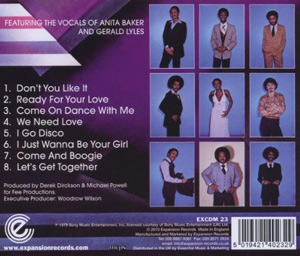 FEATURING THE VOCALS OF ANITA BAKER
AND GERALD LYLES
1. Don't You Like It
2. Ready For Your Love
3. Come On Dance With Me
4. We Need Love
5. I Go Disco
6. I Just Wanna Be Your Girl
7. Come And Boogie
8. Let's Get Together
Produced by Derek Dirckson & Michael Powell
for Fee Productions.
Executive Producer: Woodrow Wilson
EXCDM 23
www.expansionrecords.com
5 019421 402329